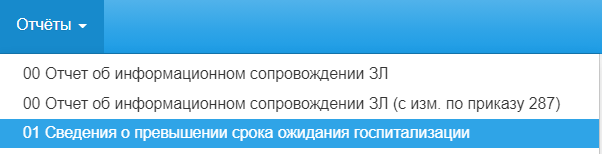 Отчёты
00 Отчет об информационном сопровождении ЗЛ
00 Отчет об информационном сопровождении ЗЛ (с изм. по приказу 287)
01 Сведения о превышении срока ожидания госпитализации